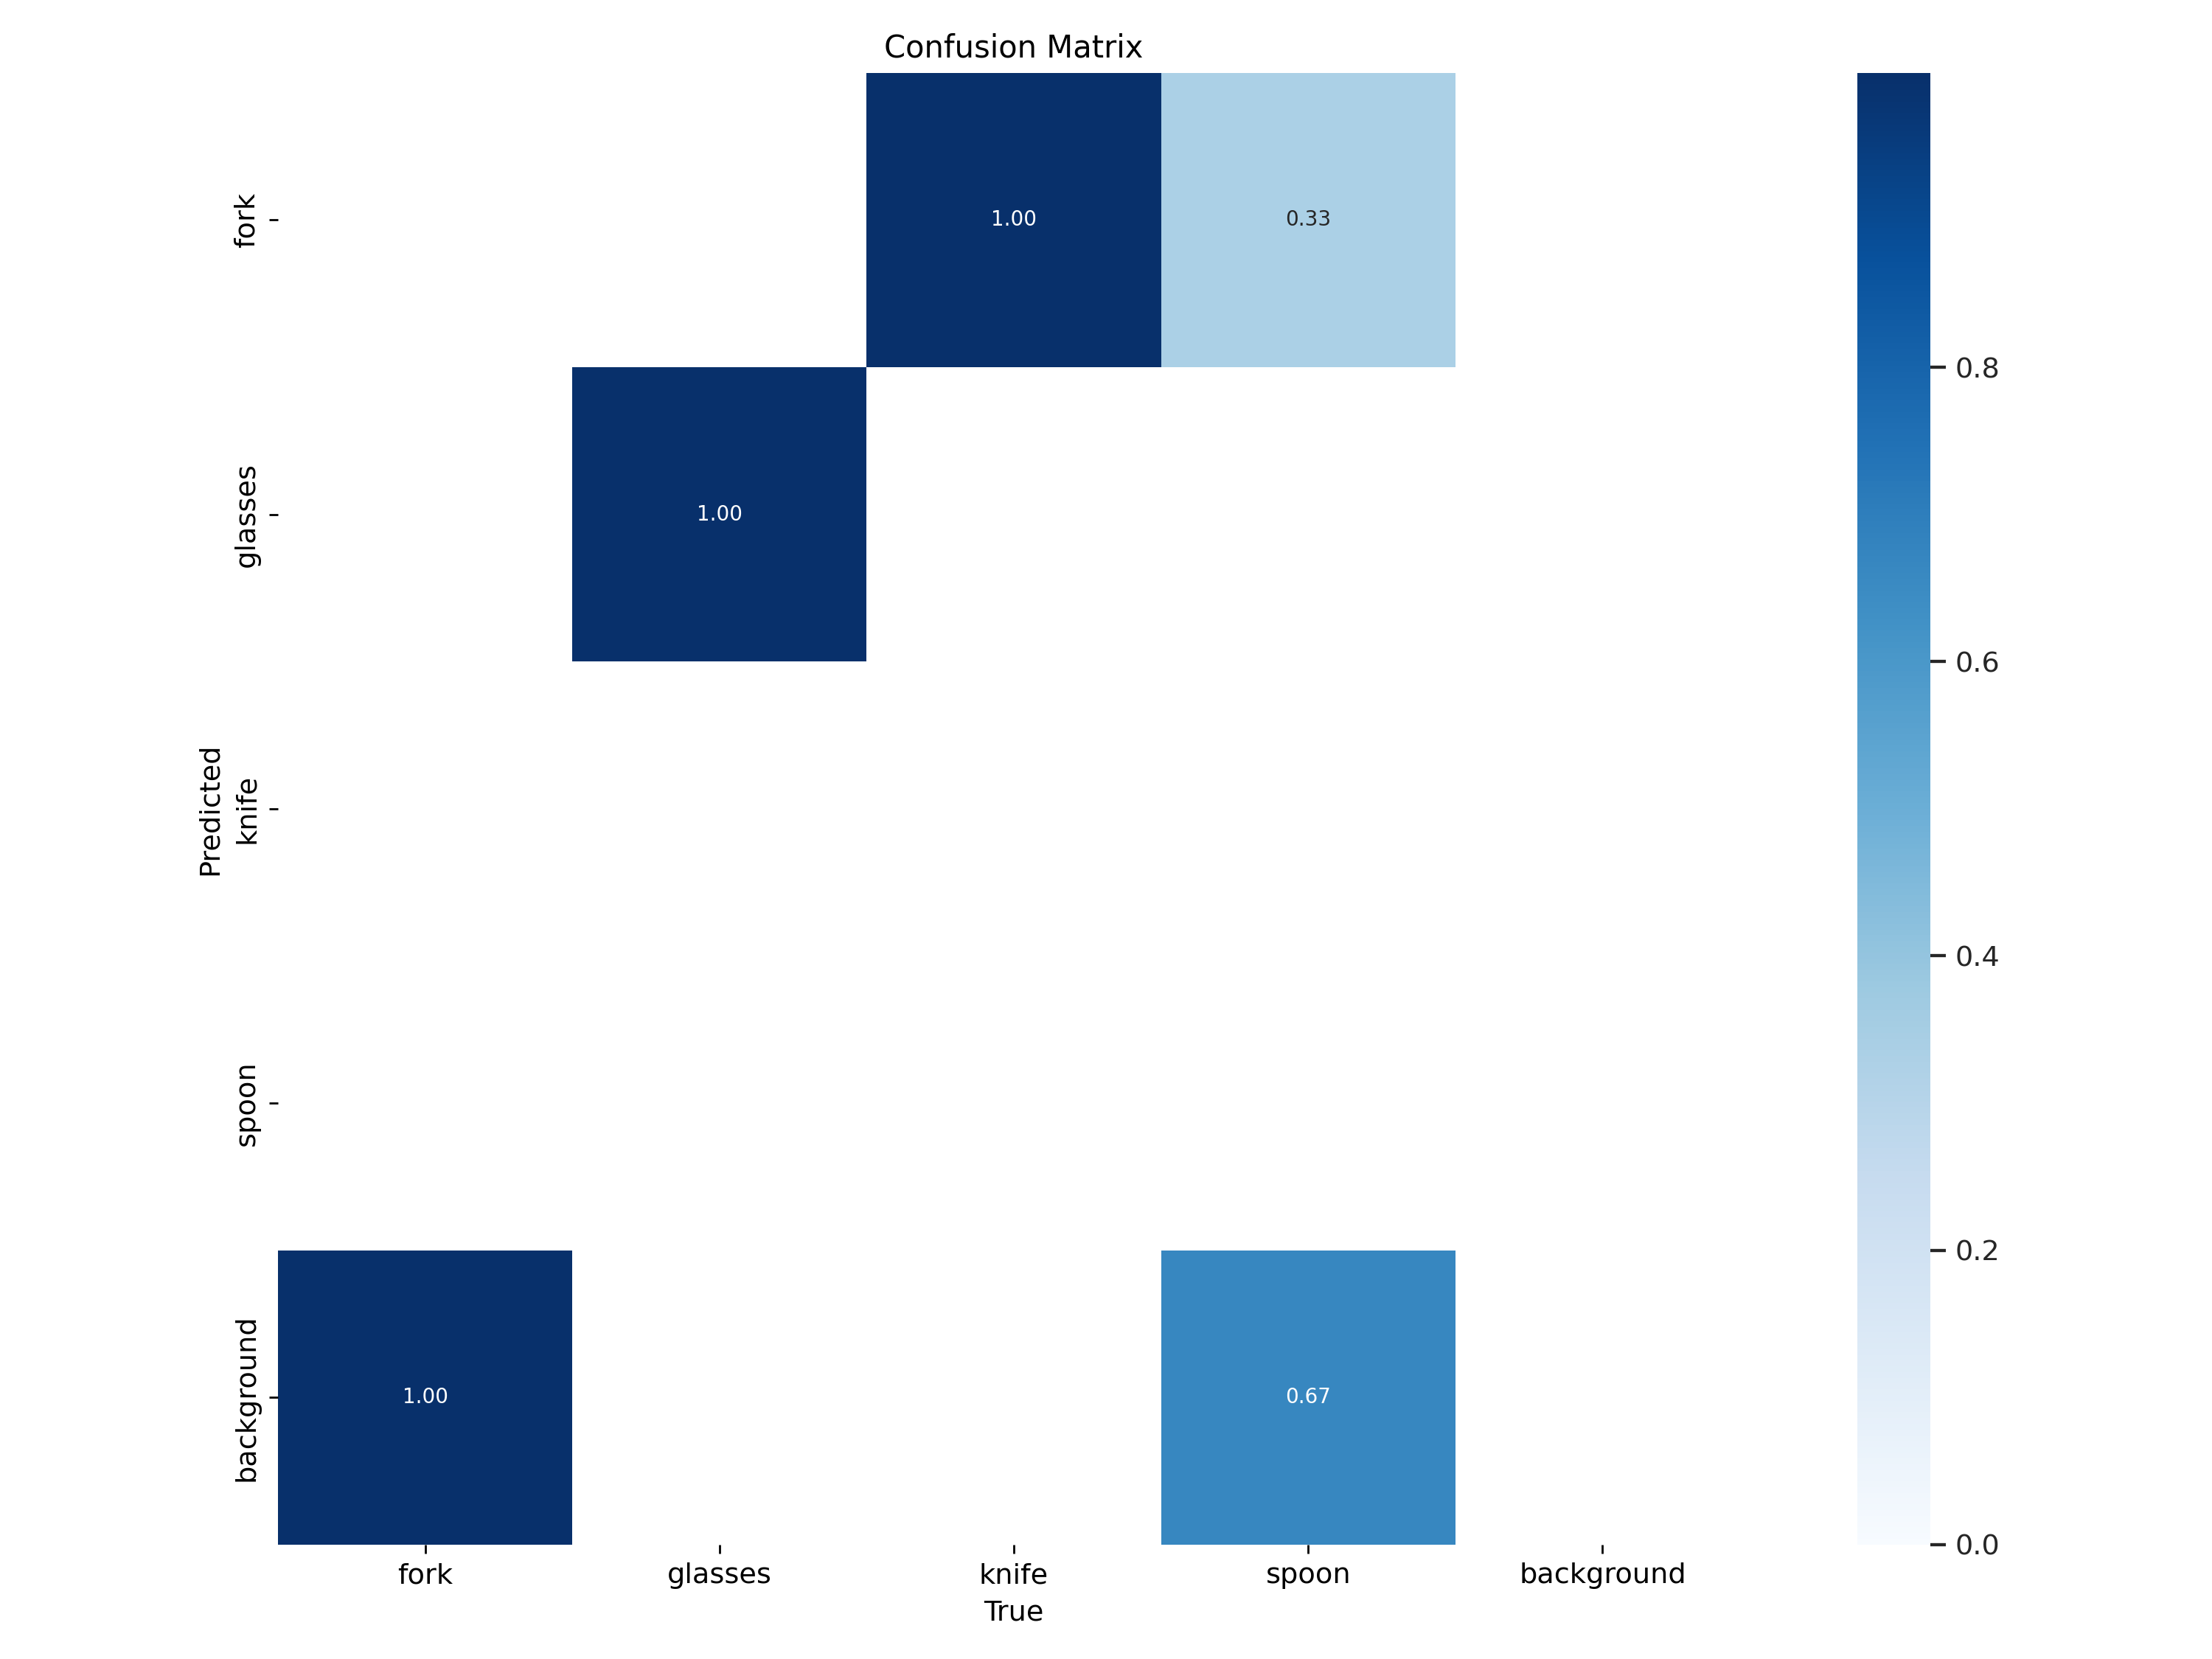 Confusion Matrix
fork
1.00
0.33
0.8
glasses
1.00
0.6
Predicted
knife
0.4
spoon
0.2
background
1.00
0.67
0.0
fork glasses knife spoon background
True